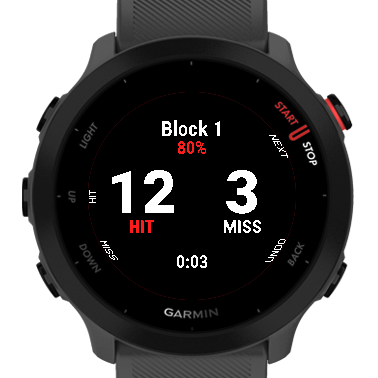 Block 1
80%
12 3
HIT MISS
0:03
LIGHT
UP
DOWN
HIT
MISS
START
STOP
NEXT
UNDO
BACK
GARMIN